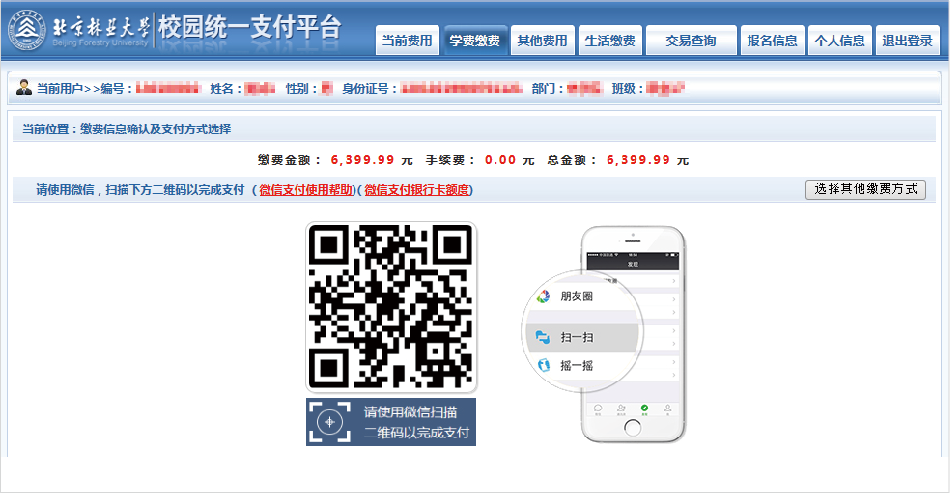 北京林业大学 校园统一支付平台
Beijing Forestry University
当前费用 学费缴费 其他费用 生活缴费 交易查询 报名信息 个人信息 退出登录
当前用户>>编号： 姓名： 性别： 身份证号： 部门： 班级：
当前位置：缴费信息确认及支付方式选择
缴费金额： 6,399.99 元 手续费： 0.00 元 总金额： 6,399.99 元
请使用微信，扫描下方二维码以完成支付 (微信支付使用帮助)(微信支付银行卡额度) 选择其他缴费方式
发现
朋友圈
扫一扫
摇一摇
请使用微信扫描
二维码以完成支付